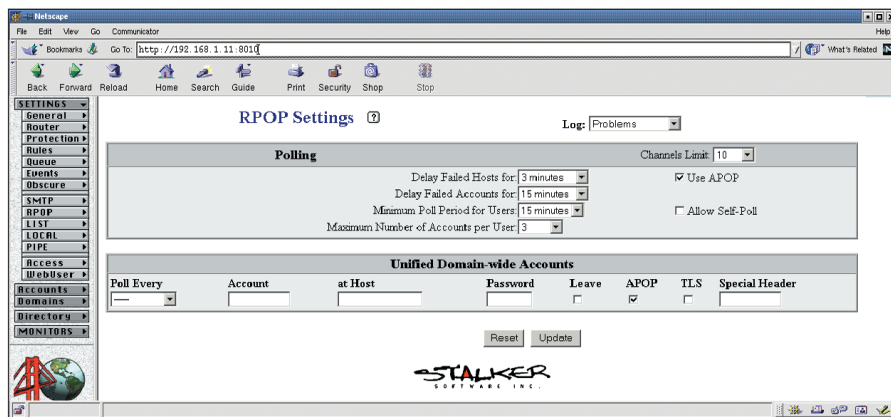 Netscape
File Edit View Go Communicator Help
Bookmarks Go To: http://192.168.1.11:8010 What's Related
Back Forward Reload Home Search Guide Print Security Shop Stop
SETTINGS
General
Router
Protection
Rules
Queue
Events
Obscure
SMTP
RPOP
LIST
LOCAL
PIPE
Access
WebUser
Accounts
Domains
Directory
MONITORS
RPOP Settings ?
Log: Problems
Polling Channels Limit: 10
Delay Failed Hosts for: 3 minutes Use APOP
Delay Failed Accounts for: 15 minutes
Minimum Poll Period for Users: 15 minutes Allow Self-Poll
Maximum Number of Accounts per User: 3
Unified Domain-wide Accounts
Poll Every Account at Host Password Leave APOP TLS Special Header
Reset Update
STALKER
SOFTWARE INC.